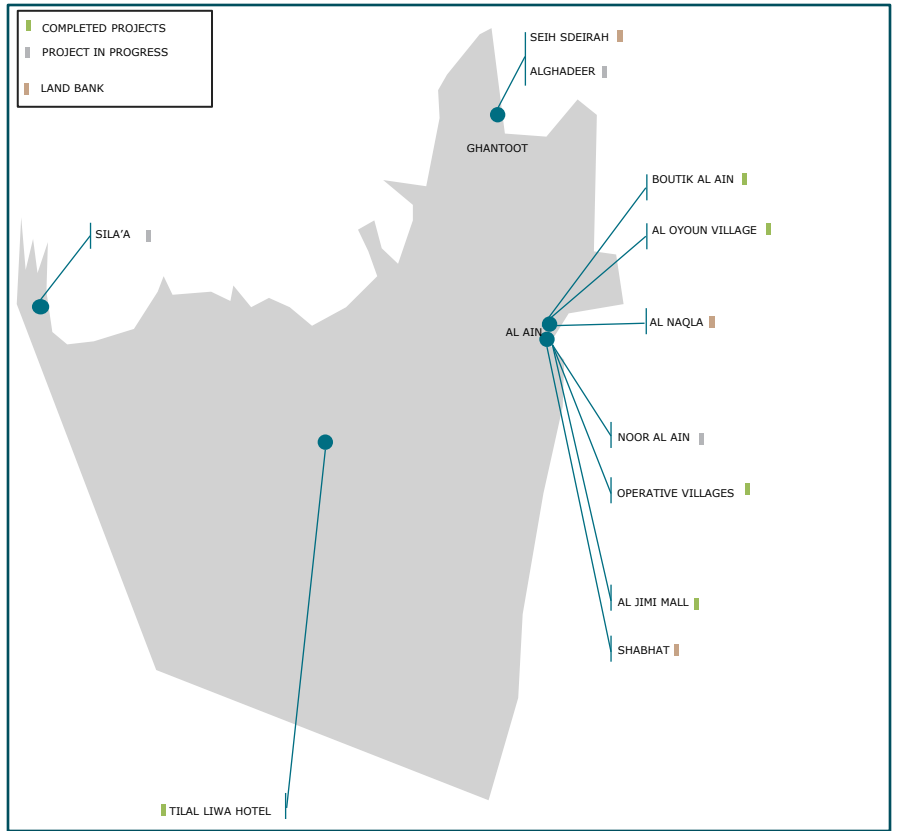 COMPLETED PROJECTS
PROJECT IN PROGRESS
LAND BANK
SEIH SDEIRAH
ALGHADEER
GHANTOOT
BOUTIK AL AIN
AL OYOUN VILLAGE
SILA’A
AL NAQLA
AL AIN
NOOR AL AIN
OPERATIVE VILLAGES
AL JIMI MALL
SHABHAT
TILAL LIWA HOTEL